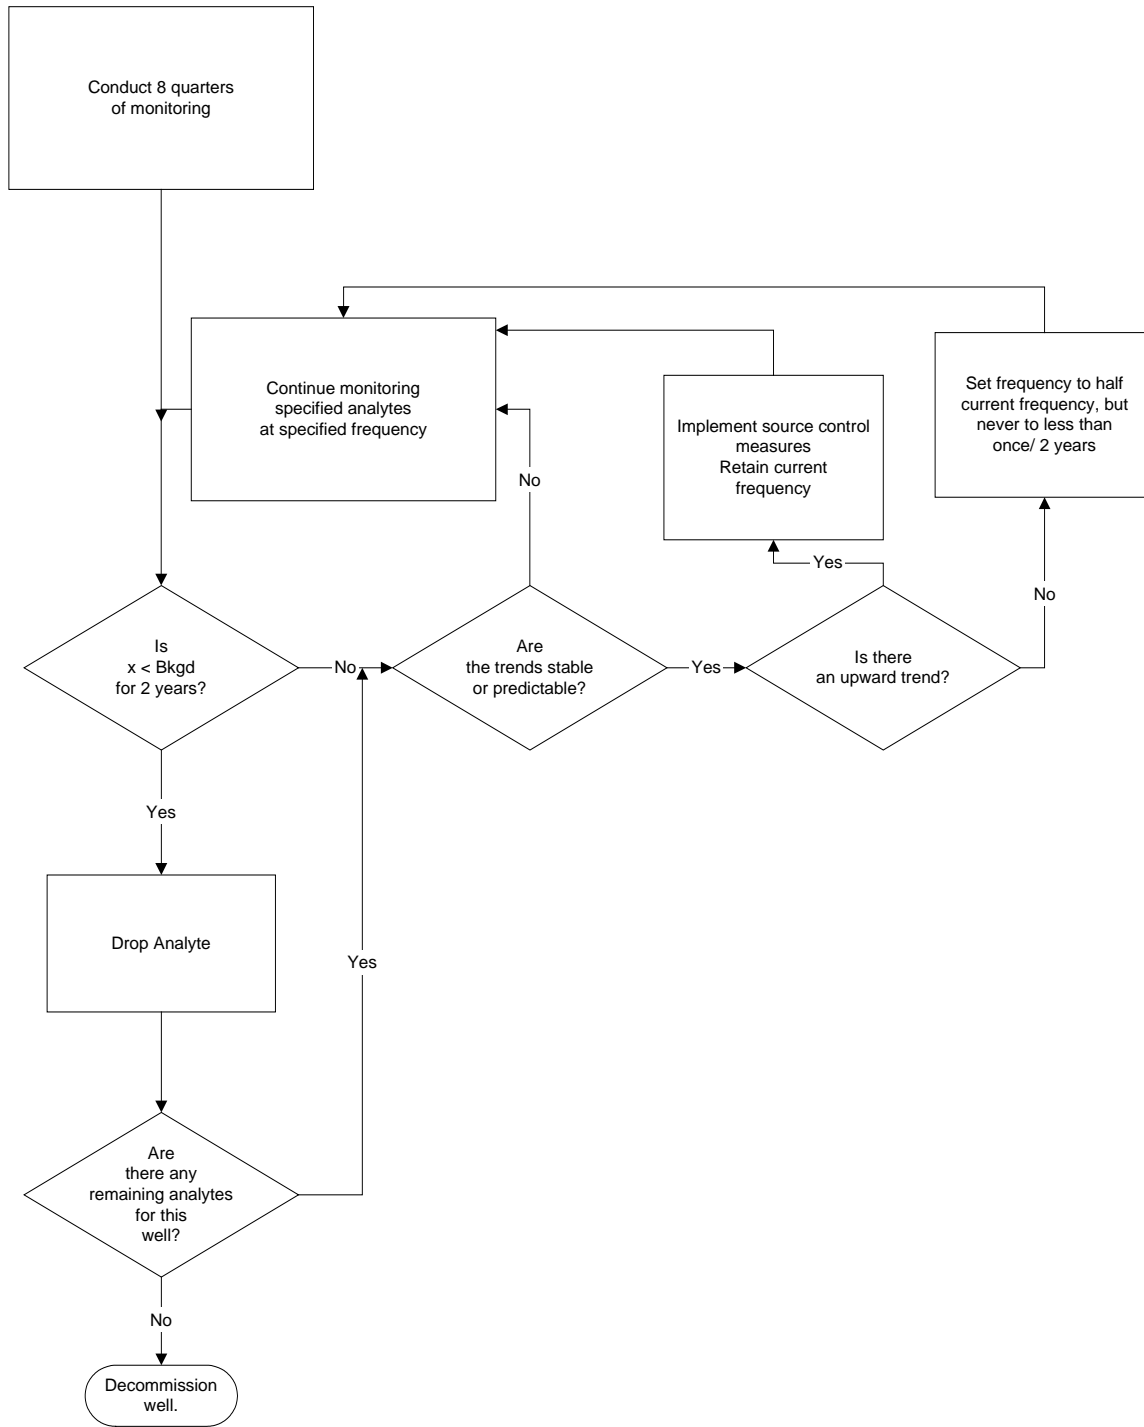 Conduct 8 quarters
of monitoring
Continue monitoring
specified analytes
at specified frequency
Implement source control
measures
Retain current
frequency
Set frequency to half
current frequency, but
never to less than
once/ 2 years
No
Yes
No
Is
x < Bkgd
for 2 years?
No
Are
the trends stable
or predictable?
Yes
Is there
an upward trend?
Yes
Drop Analyte
Yes
Are
there any
remaining analytes
for this
well?
No
Decommission
well.